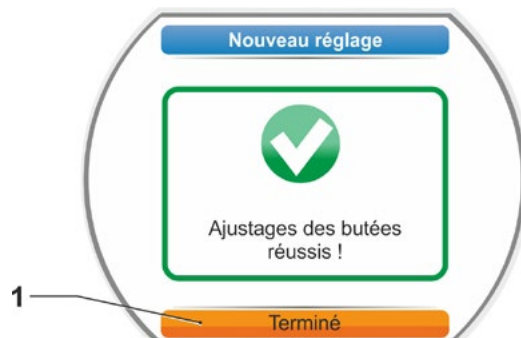 Nouveau réglage
Ajustages des butées
réussis !
1
Terminé